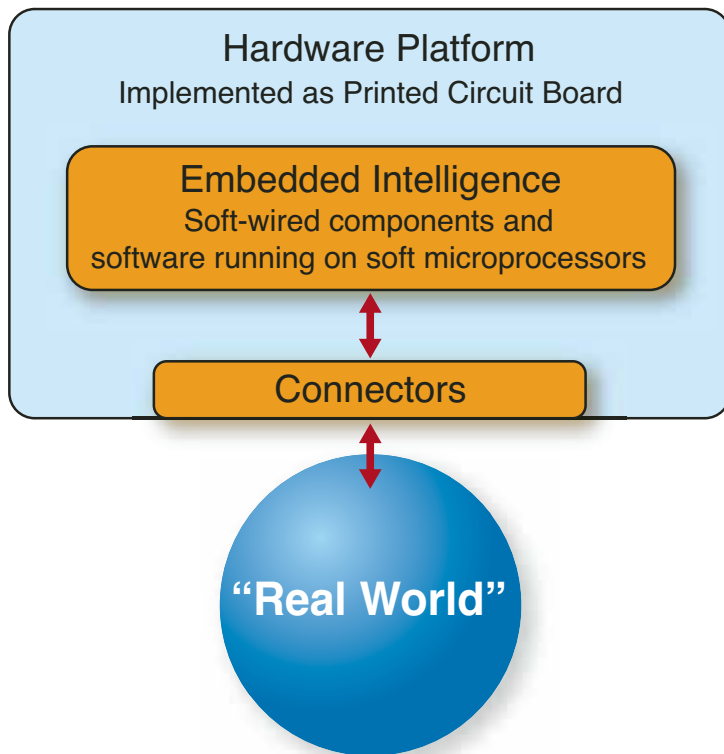 Hardware Platform
Implemented as Printed Circuit Board
Embedded Intelligence
Soft-wired components and
software running on soft microprocessors
Connectors
“Real World”